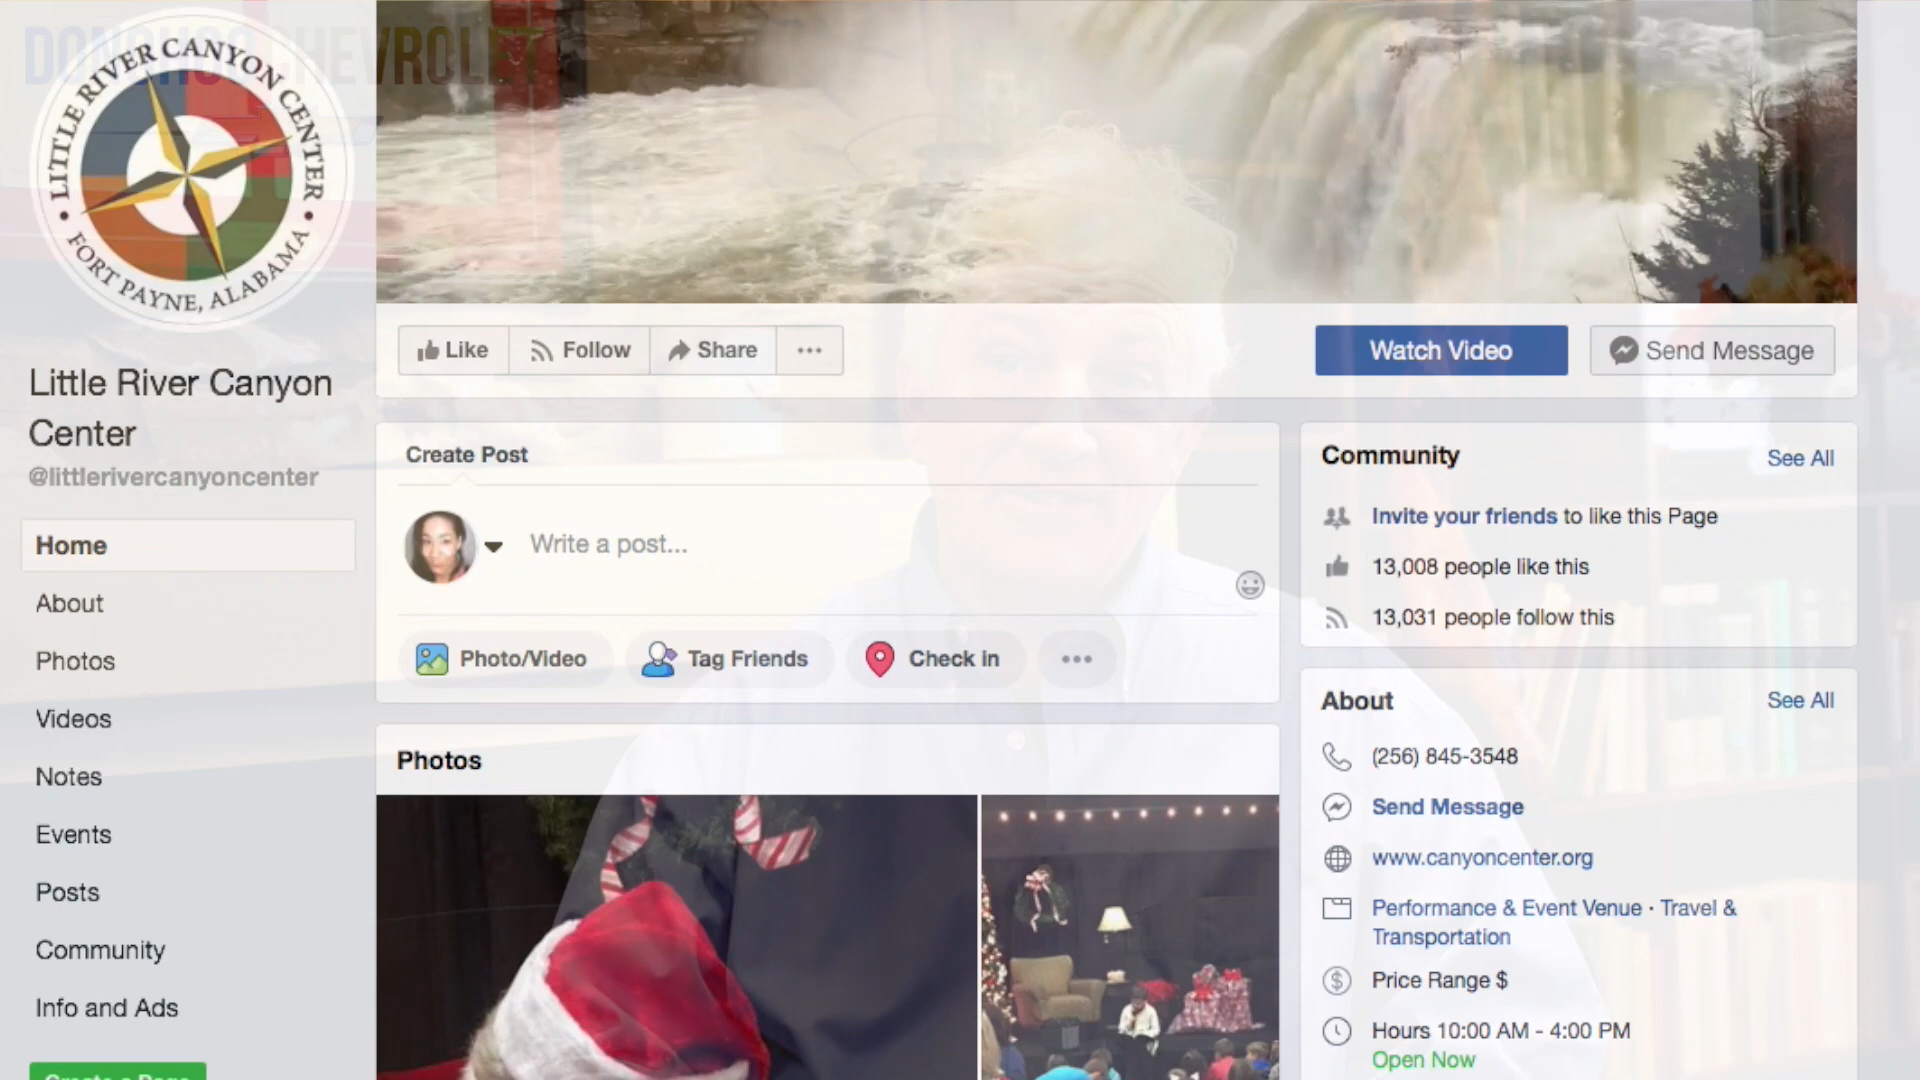 DONOHOO CHEVROLET
LITTLE RIVER CANYON CENTER
• FORT PAYNE, ALABAMA •
Little River Canyon
Center
@littlerivercanyoncenter
Home
About
Photos
Videos
Notes
Events
Posts
Community
Info and Ads
Create a Page
Like
Follow
Share
Watch Video
Send Message
Create Post
Write a post...
Photo/Video
Tag Friends
Check in
Photos
Community
See All
Invite your friends to like this Page
13,008 people like this
13,031 people follow this
About
See All
(256) 845-3548
Send Message
www.canyoncenter.org
Performance & Event Venue · Travel &
Transportation
Price Range $
Hours 10:00 AM - 4:00 PM
Open Now